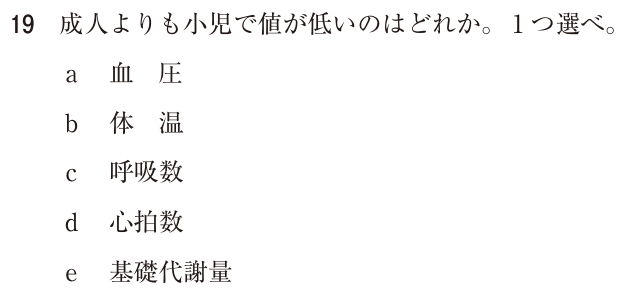 19 成人よりも小児で値が低いのはどれか。1つ選べ。
a 血　圧
b 体　温
c 呼吸数
d 心拍数
e 基礎代謝量